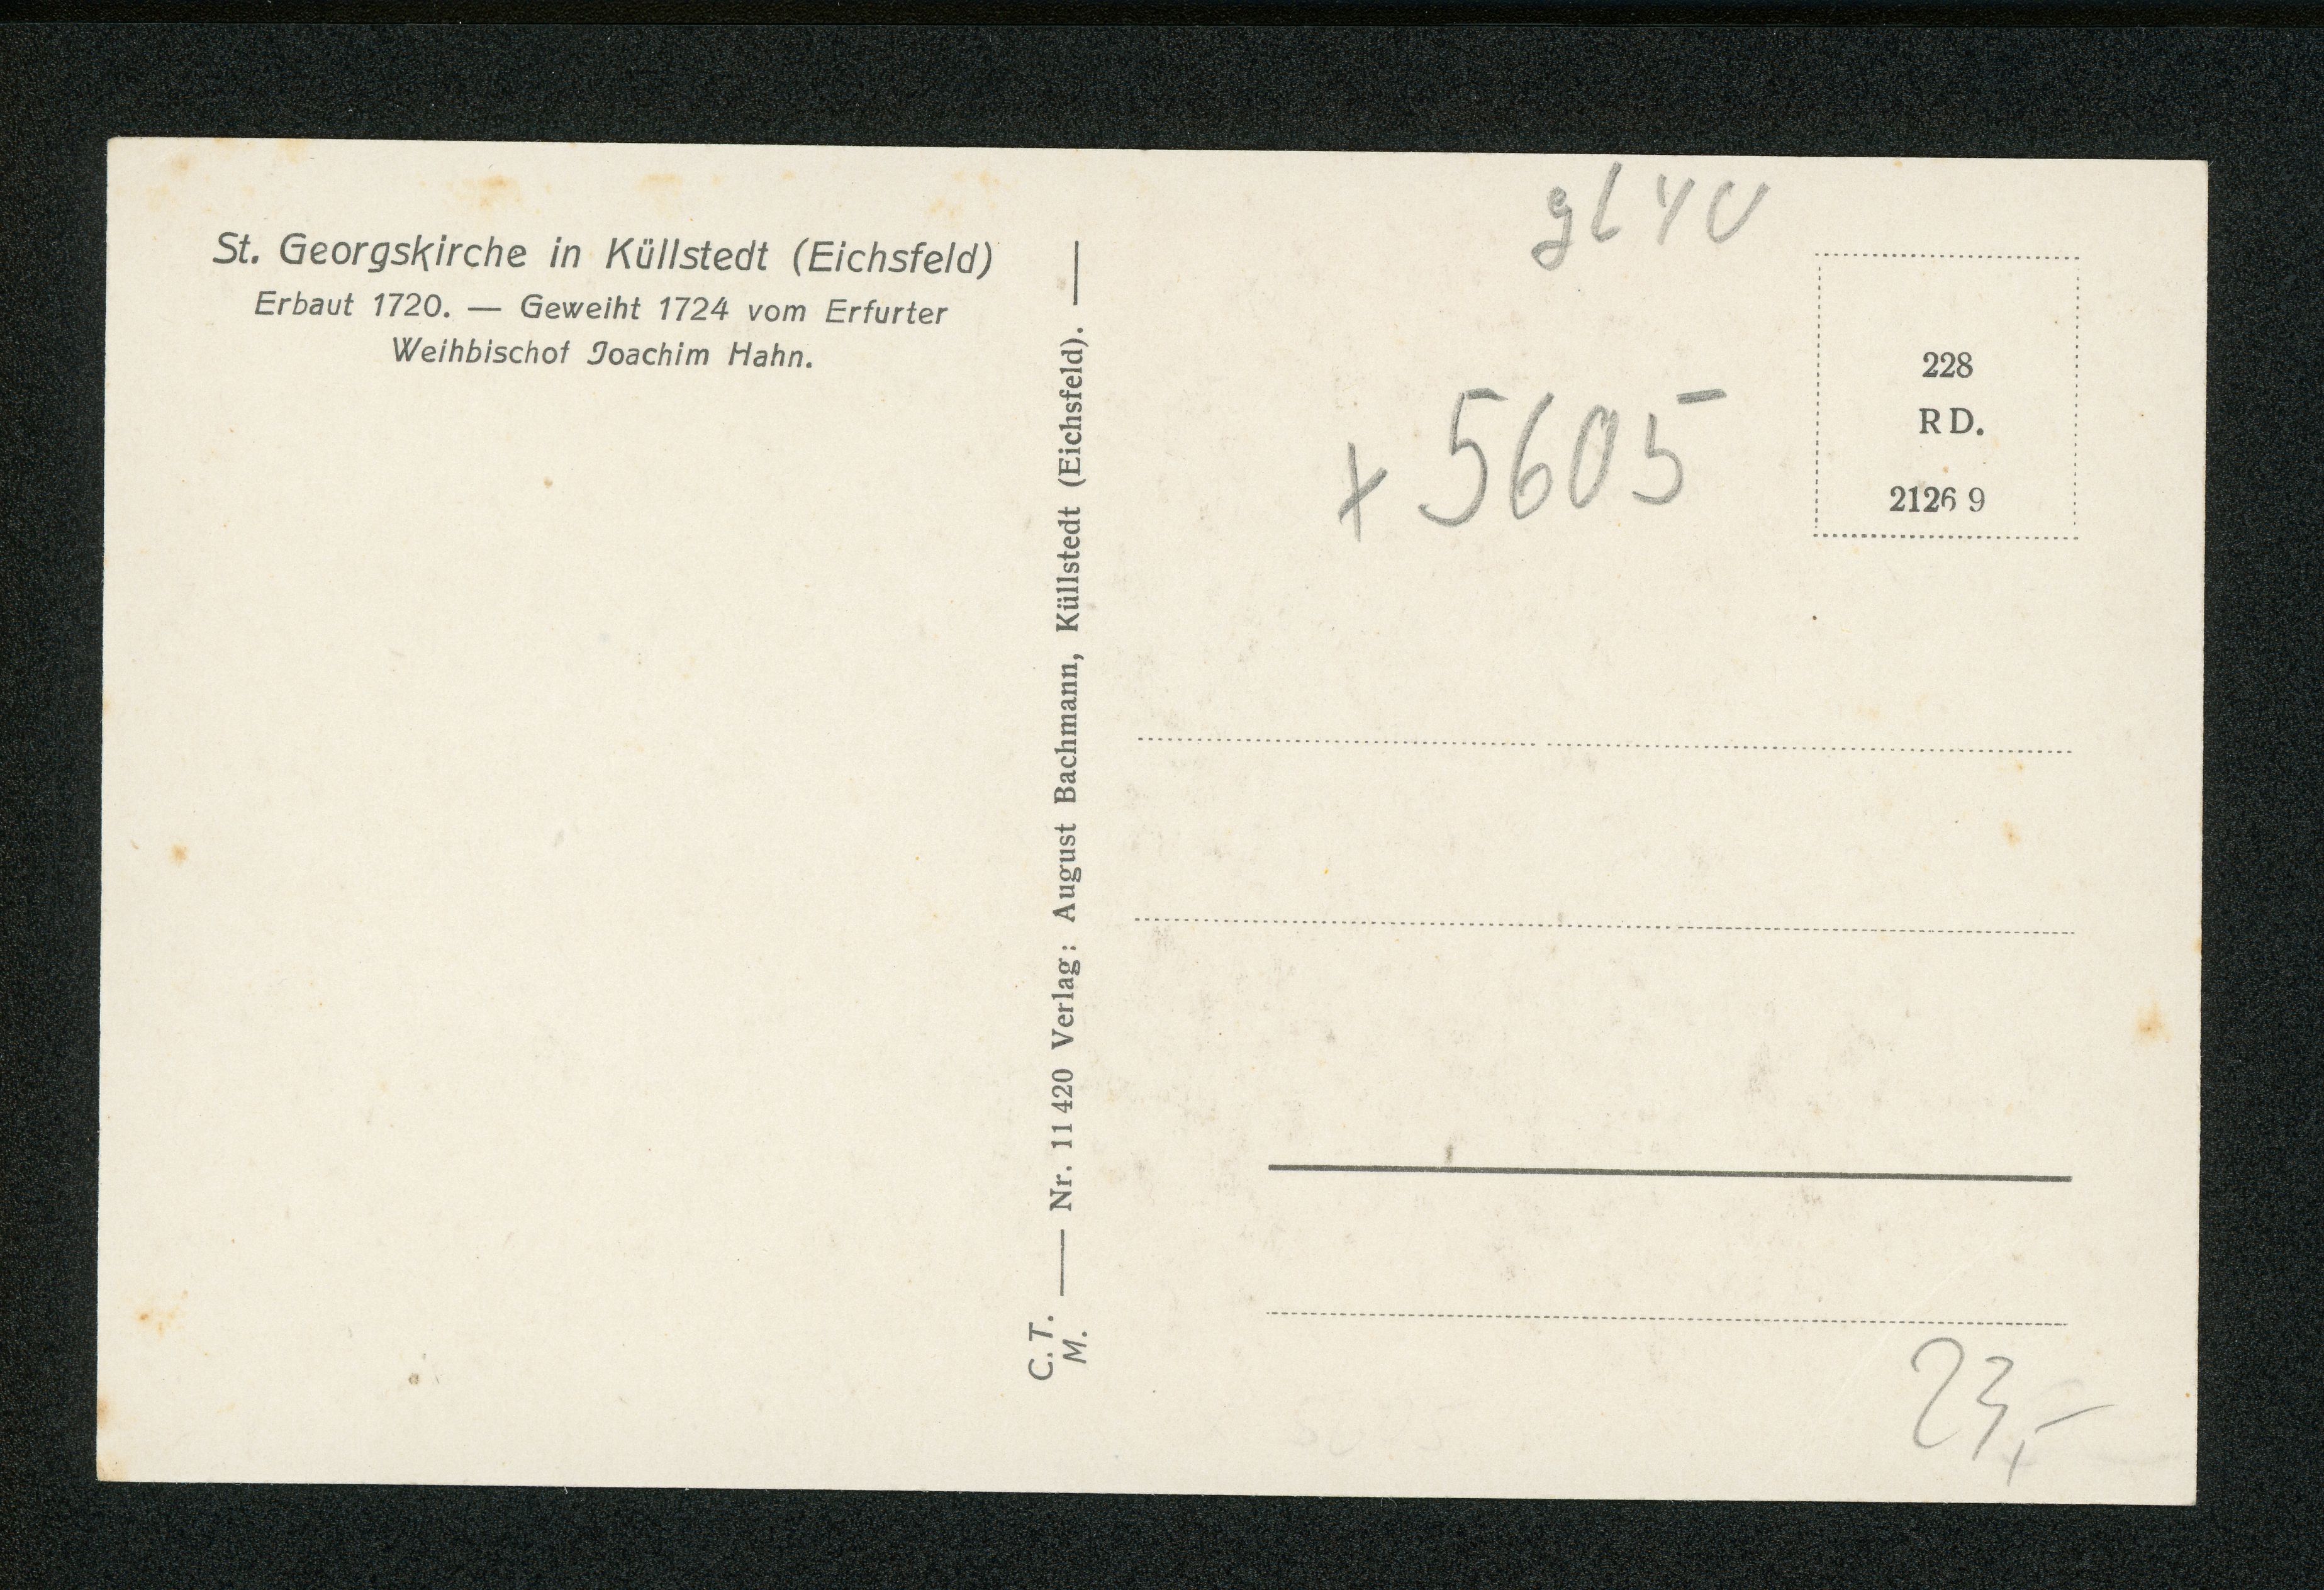 St. Georgskirche in Küllstedt (Eichsfeld)
Erbaut 1720. — Geweiht 1724 vom Erfurter
Weihbischof Joachim Hahn.
C. T. M. — Nr. 11 420 Verlag: August Bachmann, Küllstedt (Eichsfeld). —
x 5605
228
RD.
2126 9
23,-